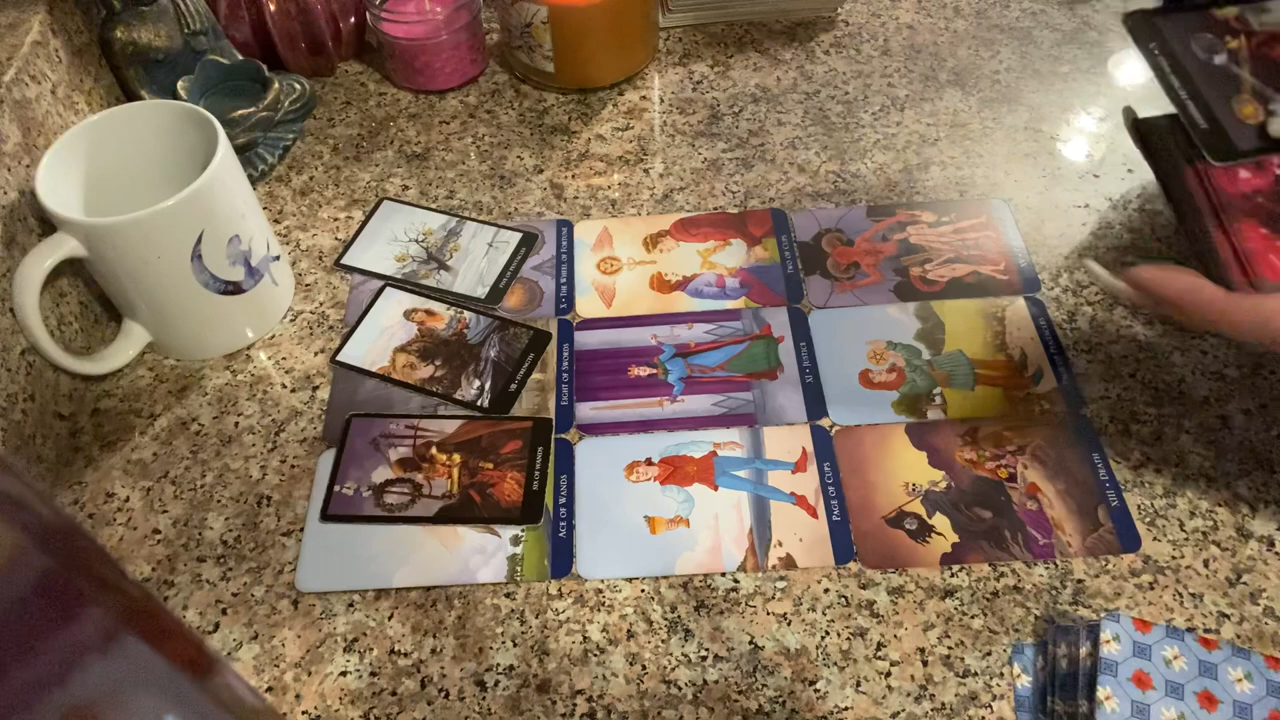 FIVE OF PENTACLES
X • THE WHEEL OF FORTUNE
TWO OF CUPS
VIII • STRENGTH
EIGHT OF SWORDS
XI • JUSTICE
SIX OF WANDS
ACE OF WANDS
PAGE OF CUPS
XIII • DEATH